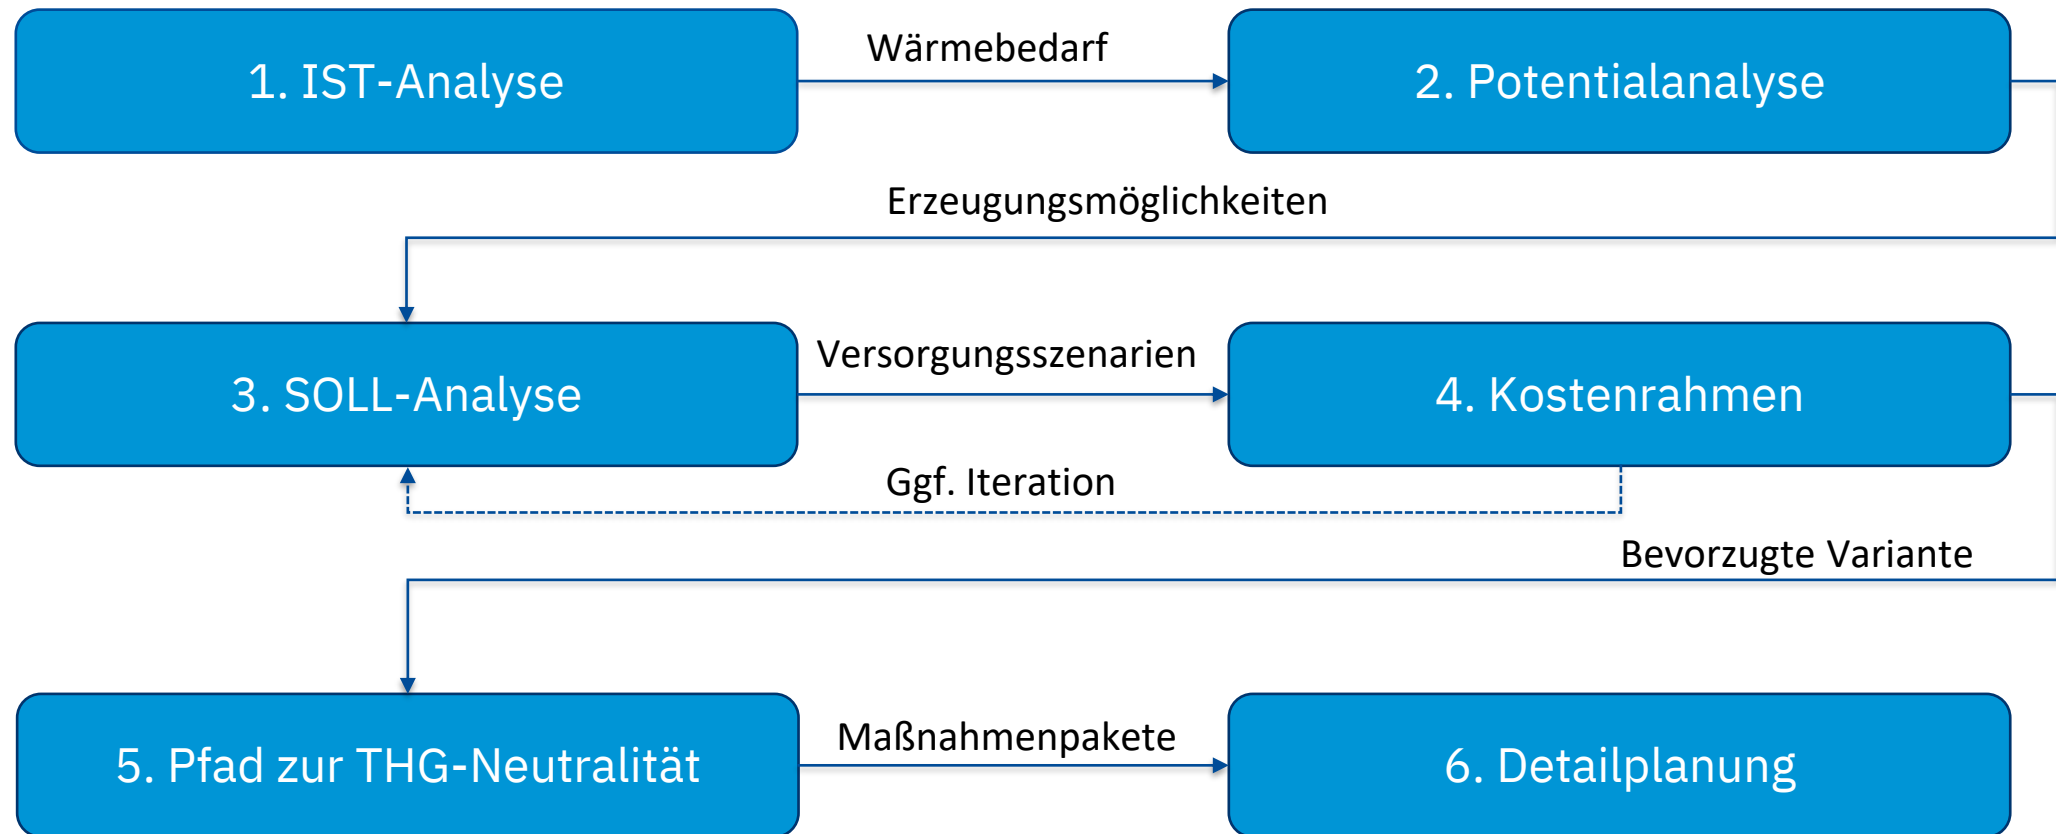 1. IST-Analyse
Wärmebedarf
2. Potentialanalyse
Erzeugungsmöglichkeiten
3. SOLL-Analyse
Versorgungsszenarien
4. Kostenrahmen
Ggf. Iteration
Bevorzugte Variante
5. Pfad zur THG-Neutralität
Maßnahmenpakete
6. Detailplanung